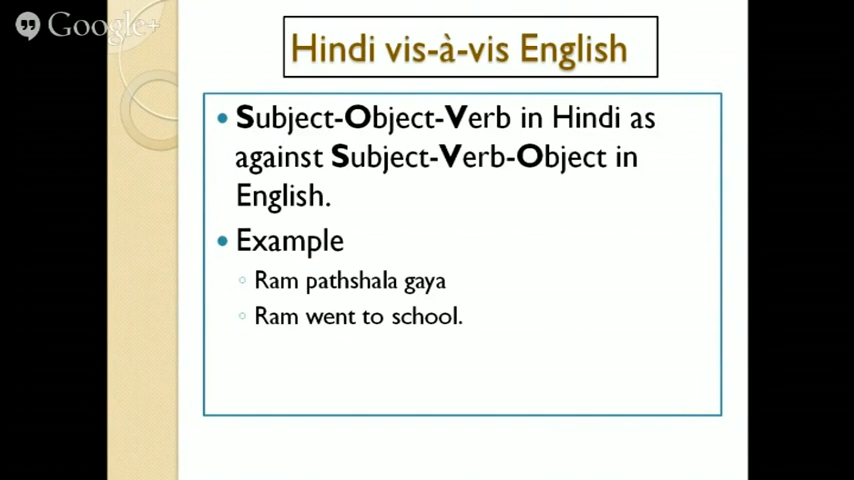 Google+
Hindi vis-à-vis English
Subject-Object-Verb in Hindi as
against Subject-Verb-Object in
English.
Example
Ram pathshala gaya
Ram went to school.